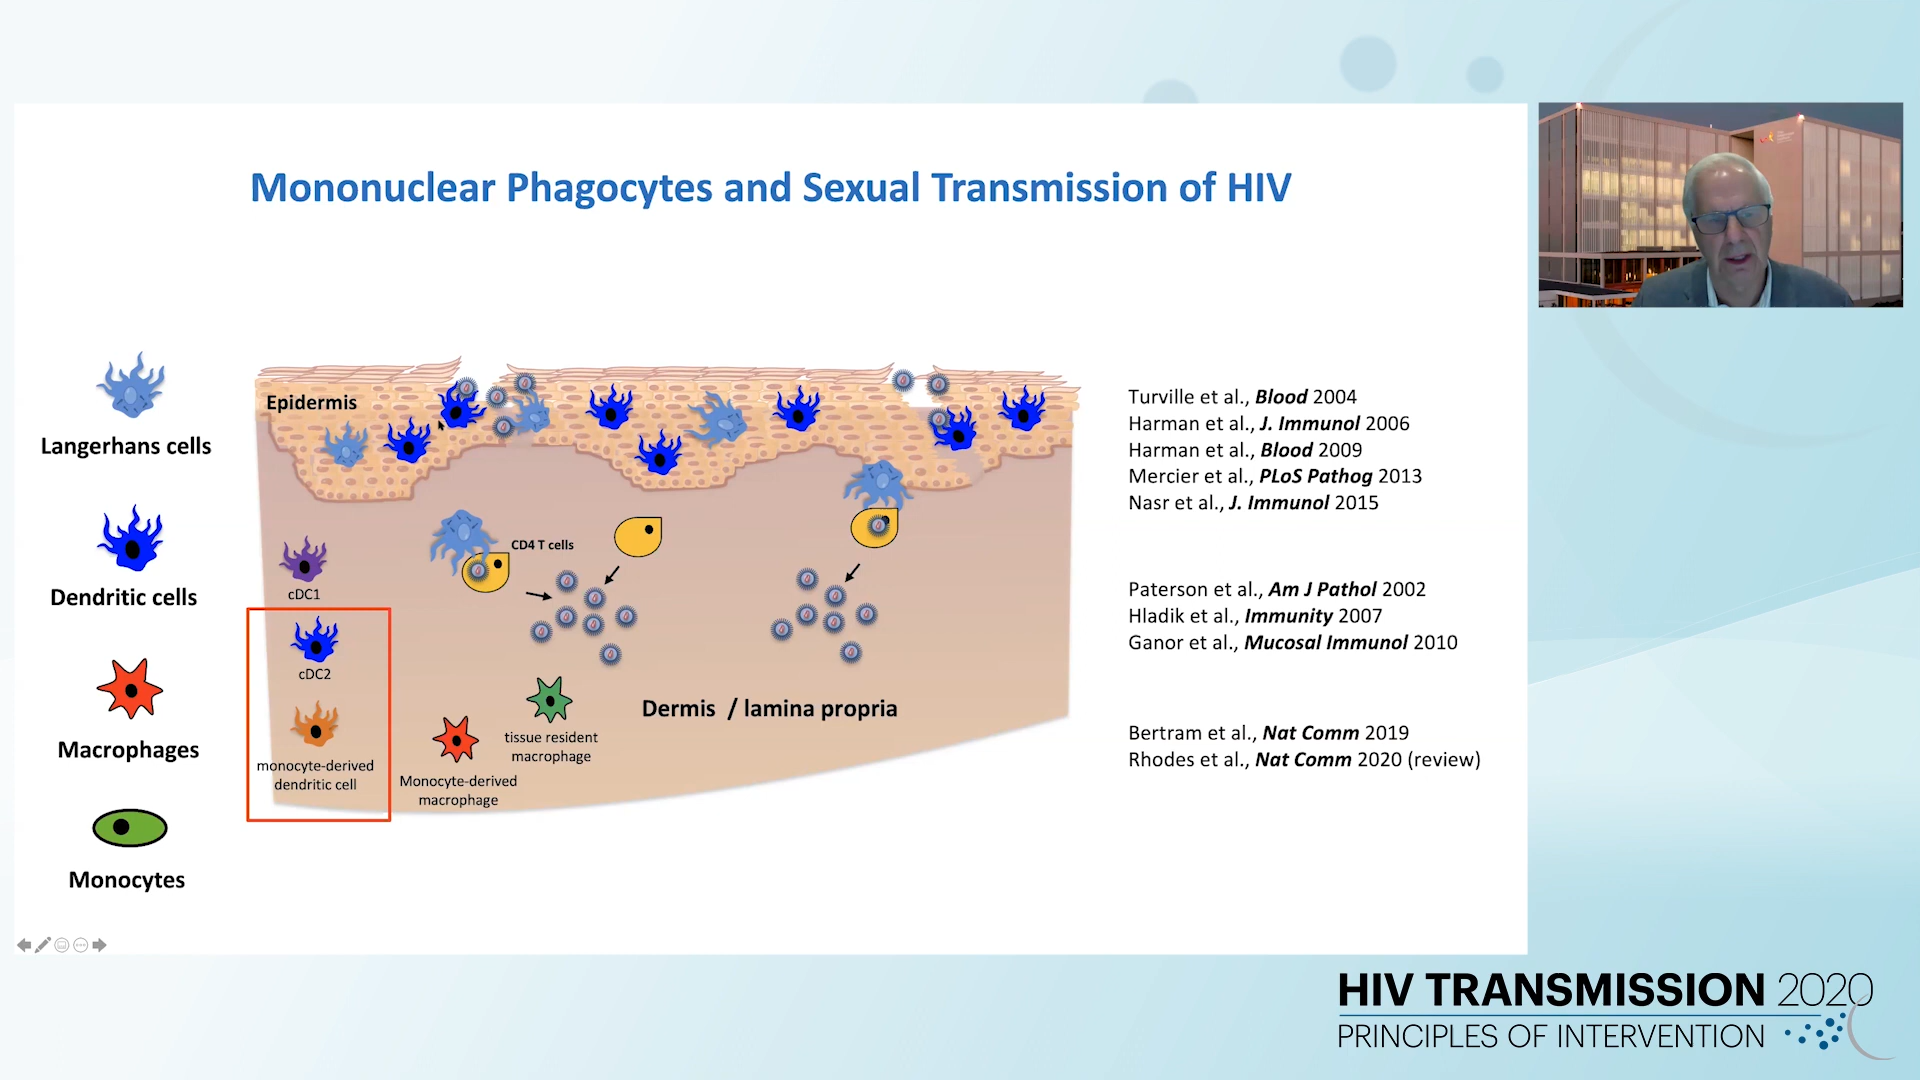 Mononuclear Phagocytes and Sexual Transmission of HIV
Langerhans cells
Dendritic cells
Macrophages
Monocytes
Epidermis
CD4 T cells
cDC1
cDC2
monocyte-derived
dendritic cell
Monocyte-derived
macrophage
tissue resident
macrophage
Dermis / lamina propria
Turville et al., Blood 2004
Harman et al., J. Immunol 2006
Harman et al., Blood 2009
Mercier et al., PLoS Pathog 2013
Nasr et al., J. Immunol 2015
Paterson et al., Am J Pathol 2002
Hladik et al., Immunity 2007
Ganor et al., Mucosal Immunol 2010
Bertram et al., Nat Comm 2019
Rhodes et al., Nat Comm 2020 (review)
HIV TRANSMISSION 2020
PRINCIPLES OF INTERVENTION